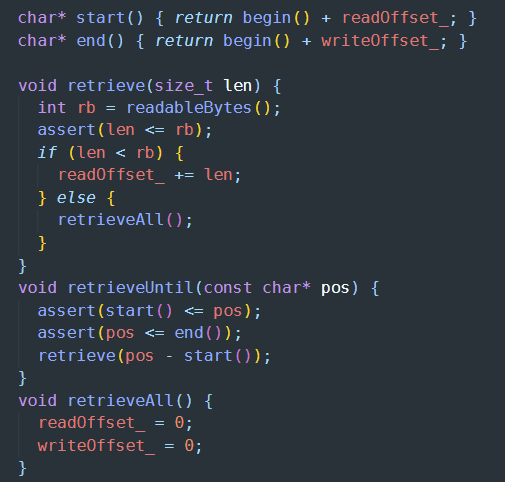 char* start() { return begin() + readOffset_; }
char* end() { return begin() + writeOffset_; }

void retrieve(size_t len) {
  int rb = readableBytes();
  assert(len <= rb);
  if (len < rb) {
    readOffset_ += len;
  } else {
    retrieveAll();
  }
}
void retrieveUntil(const char* pos) {
  assert(start() <= pos);
  assert(pos <= end());
  retrieve(pos - start());
}
void retrieveAll() {
  readOffset_ = 0;
  writeOffset_ = 0;
}